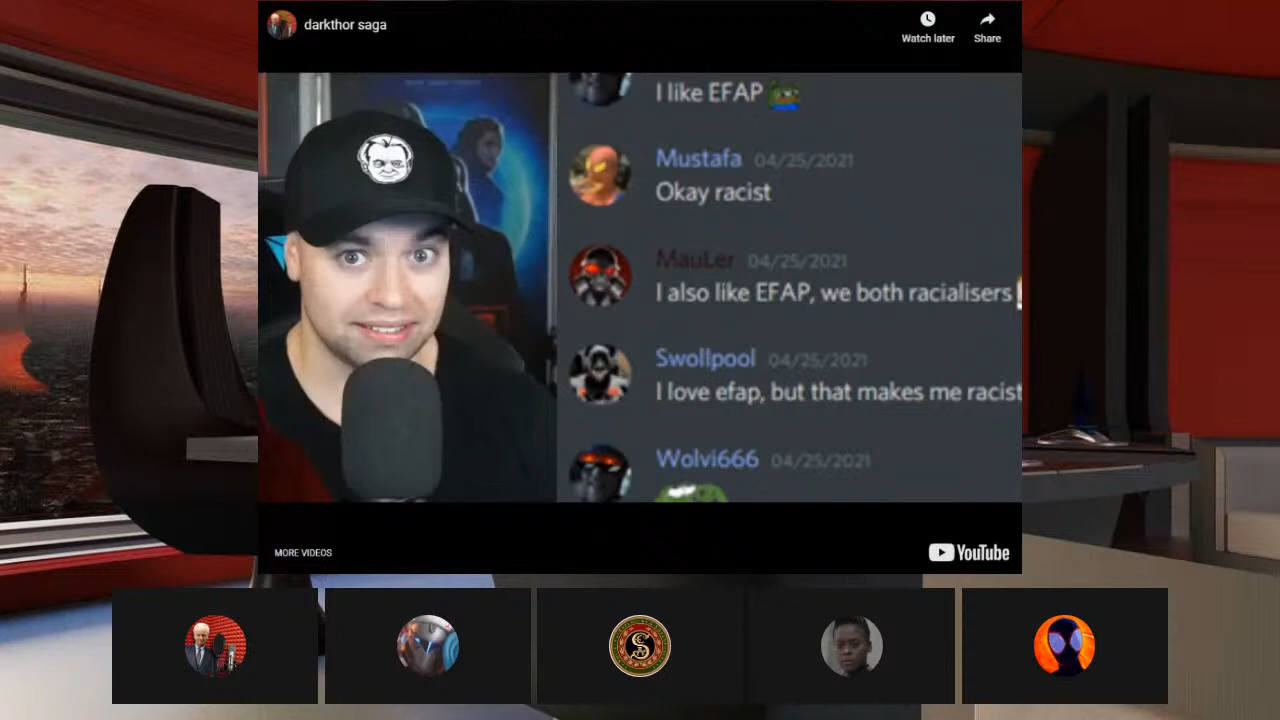 darkthor saga
Watch later
Share
I like EFAP
Mustafa 04/25/2021
Okay racist
MauLer 04/25/2021
I also like EFAP, we both racialisers
Swollpool 04/25/2021
I love efap, but that makes me racist
Wolvi666 04/25/2021
MORE VIDEOS
YouTube